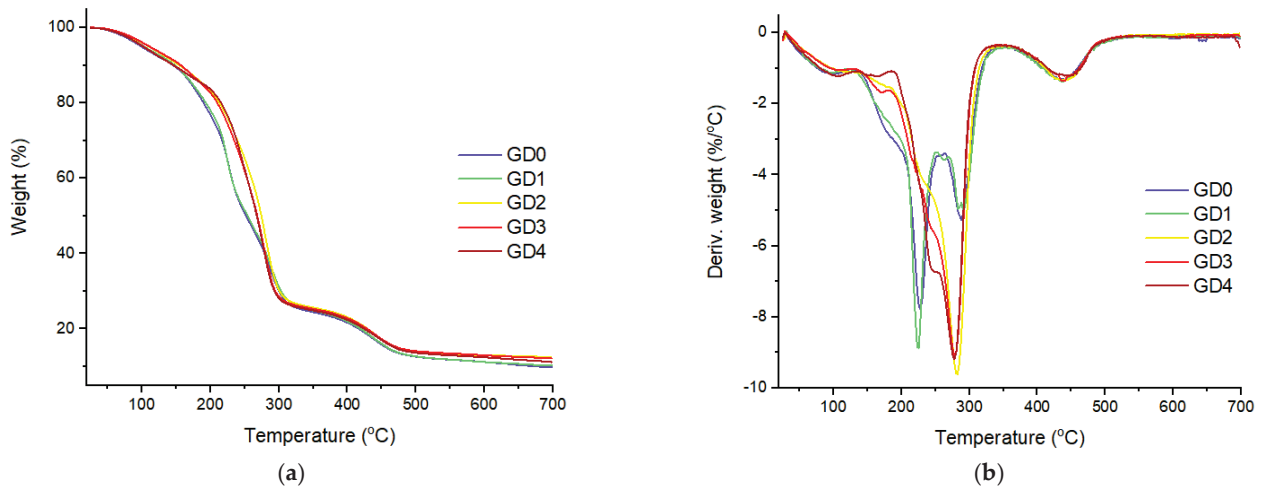 100
80
60
40
20
Weight (%)
100
200
300
400
500
600
700
Temperature (°C)
GD0
GD1
GD2
GD3
GD4
(a)
0
-2
-4
-6
-8
-10
Deriv. weight (%/°C)
100
200
300
400
500
600
700
Temperature (°C)
GD0
GD1
GD2
GD3
GD4
(b)